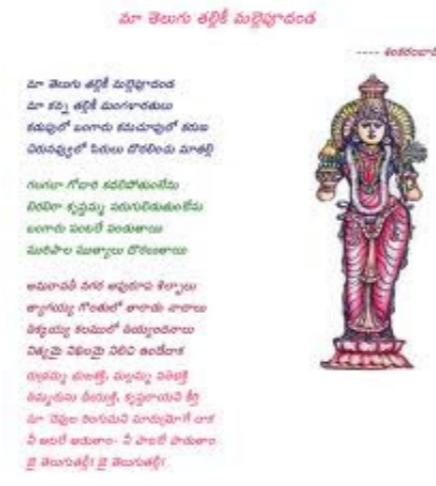 మా తెలుగు తల్లికీ మల్లెపూదండ
---- శంకరంబాడి
మా తెలుగు తల్లికీ మల్లెపూదండ
మా కన్న తల్లికీ మంగళారతులు
కడుపులో బంగారు కనుచూపులో కరుణ
చిరునవ్వులో సిరులు దొరలించు మాతల్లి
గలగలా గోదారి కదలిపోతుంటేను
బిరబిరా కృష్ణమ్మ పరుగులిడుతుంటేను
బంగారు పంటలే పండుతాయి
మురిపాల ముత్యాలు దొరలుతాయి
అమరావతీ నగర అపురూప శిల్పాలు
త్యాగయ్య గొంతులో తారాడు నాదాలు
తిక్కయ్య కలములో తియ్యందనాలు
నిత్యమై నిఖిలమై నిలిచి ఉండేదాక
రుద్రమ్మ భుజశక్తి, మల్లమ్మ పతిభక్తి
తిమ్మరుసు ధీయుక్తి, కృష్ణరాయని కీర్తి
మా చెవుల రింగుమని మారుమ్రోగే దాక
నీ ఆటలే ఆడుతాం- నీ పాటలే పాడుతాం
జై తెలుగుతల్లీ! జై తెలుగుతల్లీ!